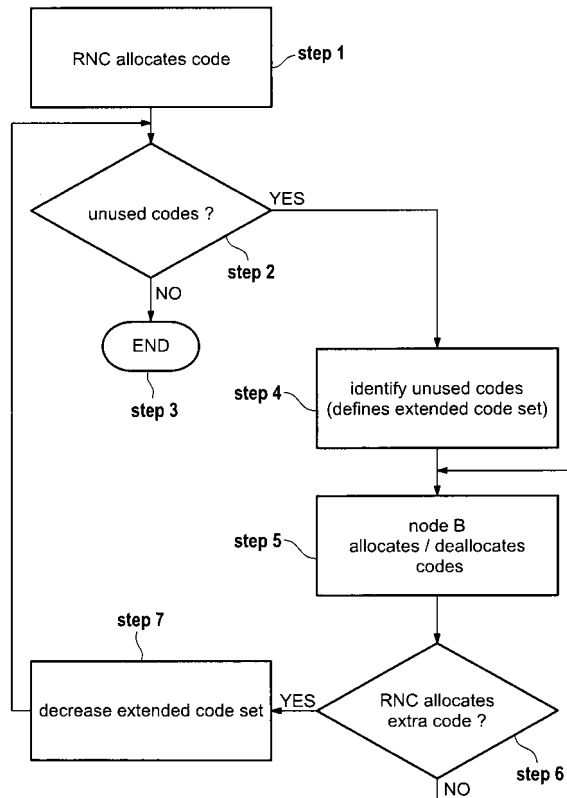 RNC allocates code
step 1
unused codes ?
YES
step 2
NO
END
step 3
step 4
identify unused codes
(defines extended code set)
step 5
node B
allocates / deallocates
codes
step 7
decrease extended code set
YES
RNC allocates
extra code ?
step 6
NO